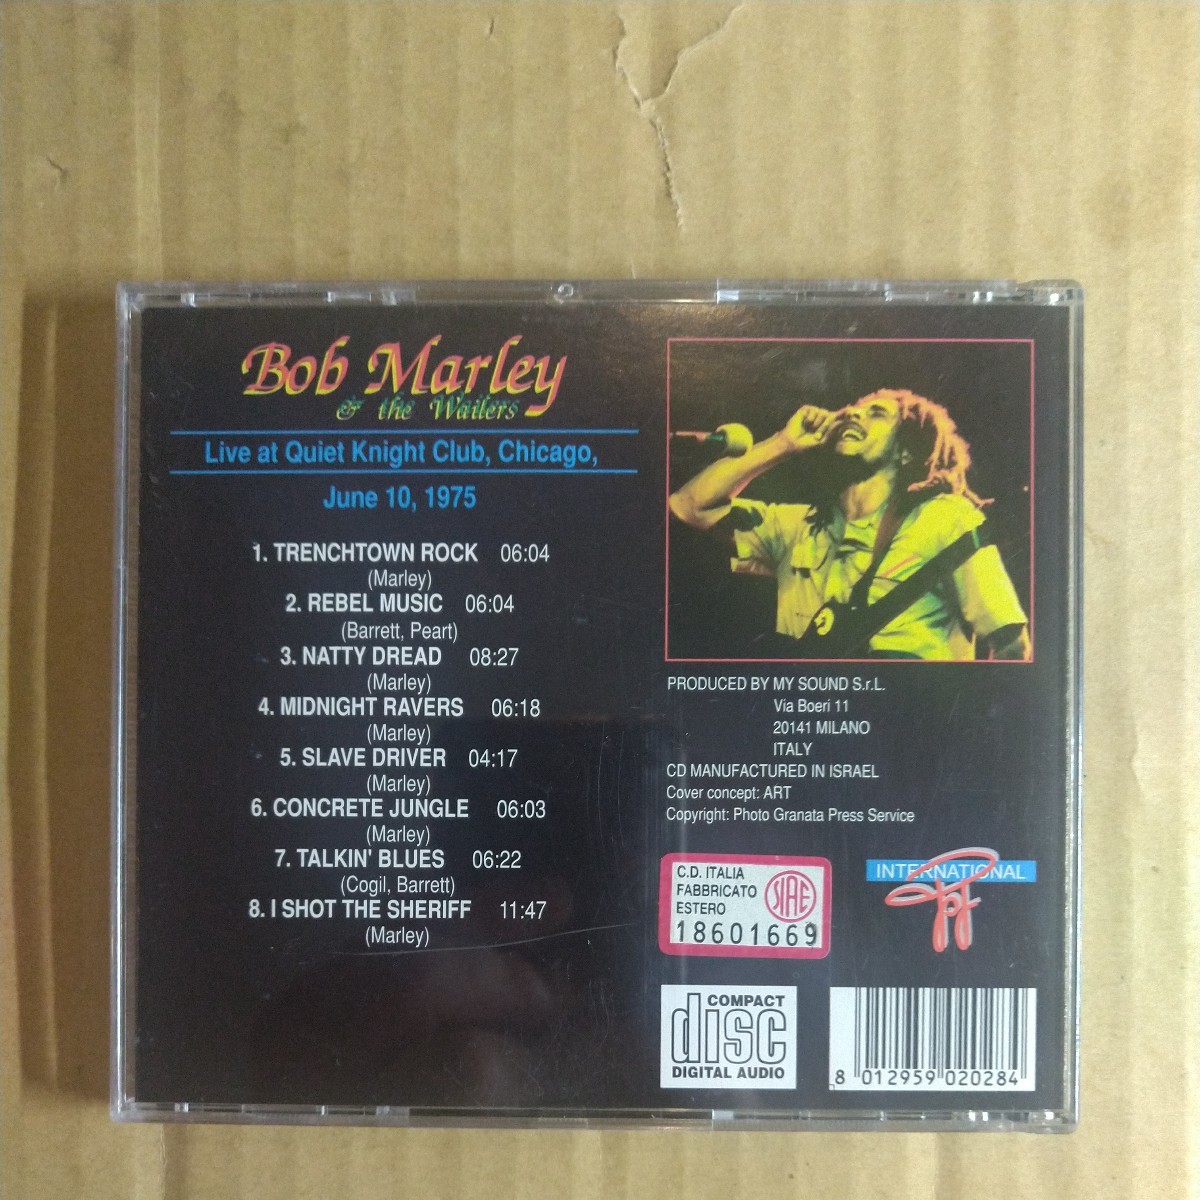 Bob Marley
& the Wailers
Live at Quiet Knight Club, Chicago,
June 10, 1975
1. TRENCHTOWN ROCK 06:04
(Marley)
2. REBEL MUSIC 06:04
(Barrett, Peart)
3. NATTY DREAD 08:27
(Marley)
4. MIDNIGHT RAVERS 06:18
(Marley)
5. SLAVE DRIVER 04:17
(Marley)
6. CONCRETE JUNGLE 06:03
(Marley)
7. TALKIN' BLUES 06:22
(Cogil, Barrett)
8. I SHOT THE SHERIFF 11:47
(Marley)
PRODUCED BY MY SOUND S.r.L.
Via Boeri 11
20141 MILANO
ITALY
CD MANUFACTURED IN ISRAEL
Cover concept: ART
Copyright: Photo Granata Press Service
C.D. ITALIA
FABBRICATO
ESTERO
SIAE
18601669
INTERNATIONAL
COMPACT
disc
DIGITAL AUDIO
8 012959 020284